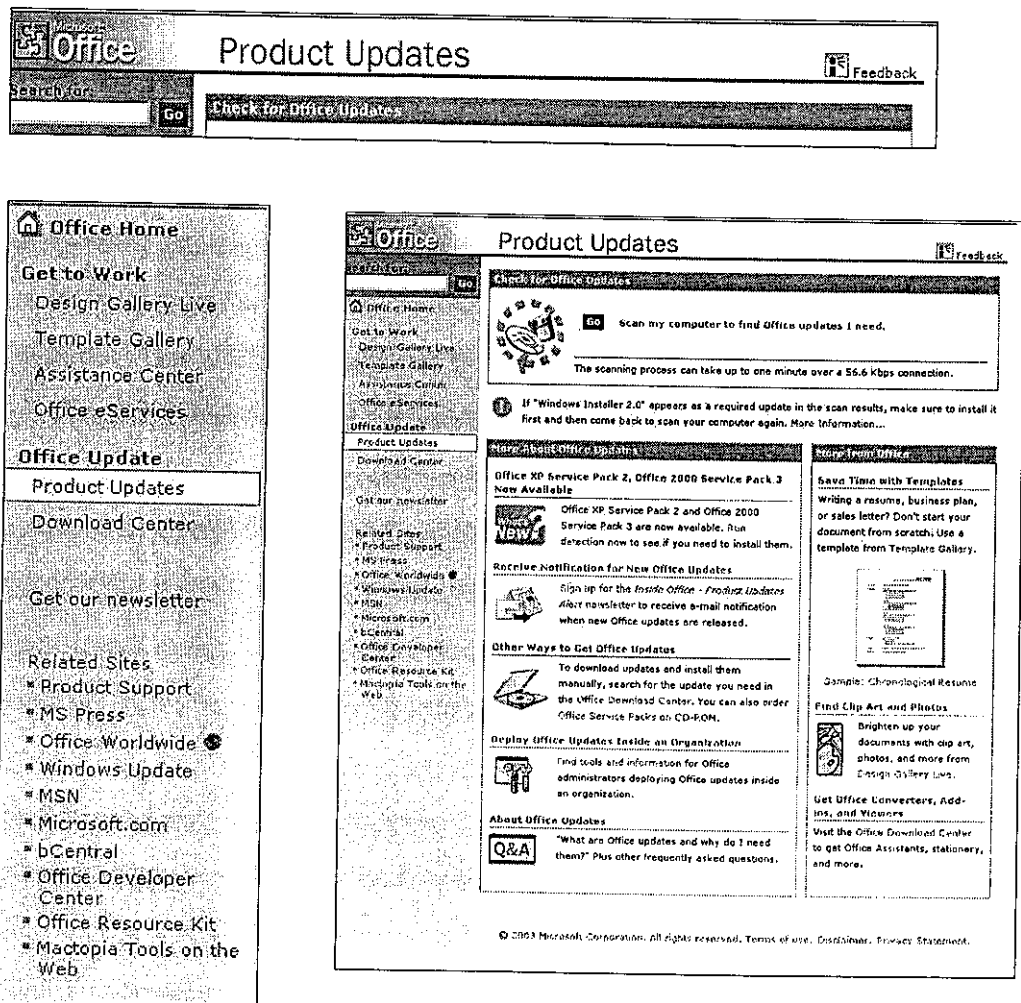 Microsoft
Office
Product Updates
Feedback
Search for:
Go
Check for Office Updates
Office Home
Get to Work
Design Gallery Live
Template Gallery
Assistance Center
Office eServices
Office Update
Product Updates
Download Center
Get our newsletter
Related Sites
Product Support
MS Press
Office Worldwide
Windows Update
MSN
Microsoft.com
bCentral
Office Developer
Center
Office Resource Kit
Mactopia Tools on the
Web
Office
Product Updates
Feedback
Search for:
Go
Office Home
Get to Work
Design Gallery Live
Template Gallery
Assistance Center
Office eServices
Office Update
Product Updates
Download Center
Get our newsletter
Related Sites
Product Support
MS Press
Office Worldwide
Windows Update
MSN
Microsoft.com
bCentral
Office Developer
Center
Office Resource Kit
Mactopia Tools on the
Web
Check for Office Updates
Go Scan my computer to find Office updates I need.
The scanning process can take up to one minute over a 56.6 kbps connection.
If "Windows Installer 2.0" appears as a required update in the scan results, make sure to install it
first and then come back to scan your computer again. More Information...
More About Office Updates
Office XP Service Pack 2, Office 2000 Service Pack 3
Now Available
New!
Office XP Service Pack 2 and Office 2000
Service Pack 3 are now available. Run
detection now to see if you need to install them.
Receive Notification for New Office Updates
Sign up for the Inside Office - Product Updates
Alert newsletter to receive e-mail notification
when new Office updates are released.
Other Ways to Get Office Updates
To download updates and install them
manually, search for the update you need in
the Office Download Center. You can also order
Office Service Packs on CD-ROM.
Deploy Office Updates Inside an Organization
Find tools and information for Office
administrators deploying Office updates inside
an organization.
About Office Updates
Q&A
"What are Office updates and why do I need
them?" Plus other frequently asked questions.
More from Office
Save Time with Templates
Writing a resume, business plan,
or sales letter? Don't start your
document from scratch: Use a
template from Template Gallery.
Sample: Chronological Resume
Find Clip Art and Photos
Brighten up your
documents with clip art,
photos, and more from
Design Gallery Live.
Get Office Converters, Add-
ins, and Viewers
Visit the Office Download Center
to get Office Assistants, stationery,
and more.
© 2003 Microsoft Corporation. All rights reserved. Terms of use. Disclaimer. Privacy Statement.